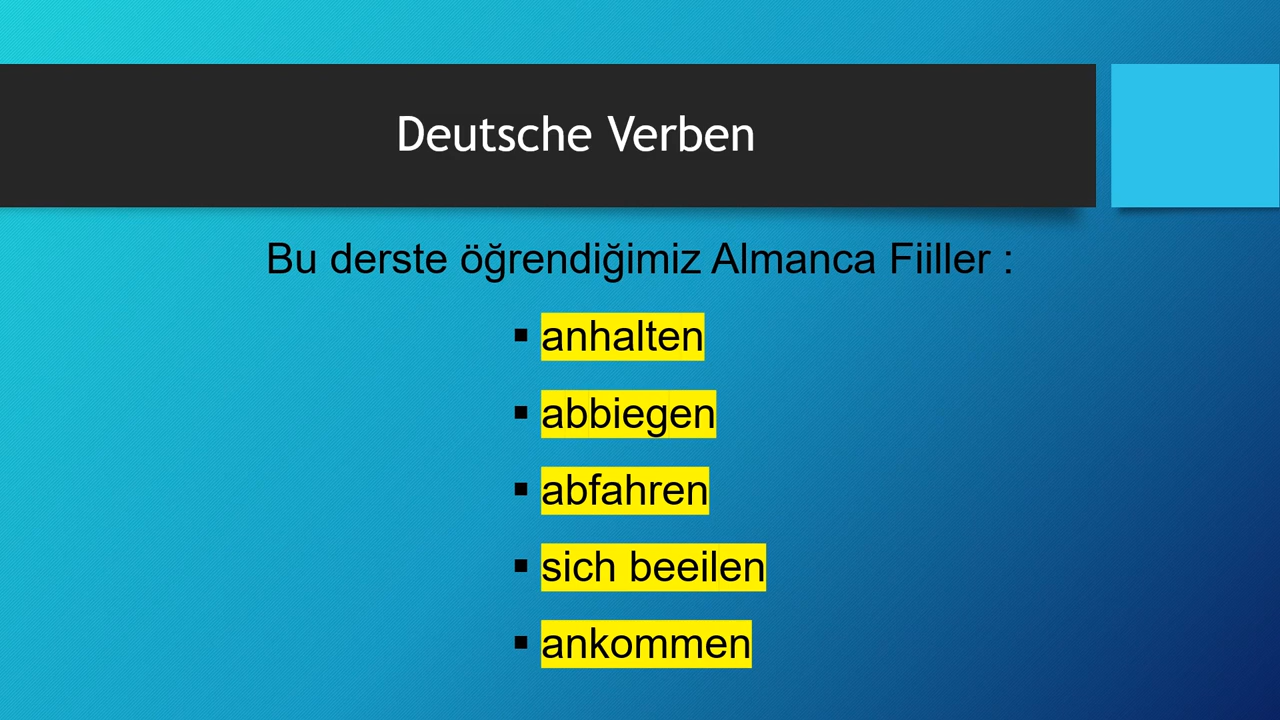 Deutsche Verben
Bu derste öğrendiğimiz Almanca Fiiller :
▪ anhalten
▪ abbiegen
▪ abfahren
▪ sich beeilen
▪ ankommen